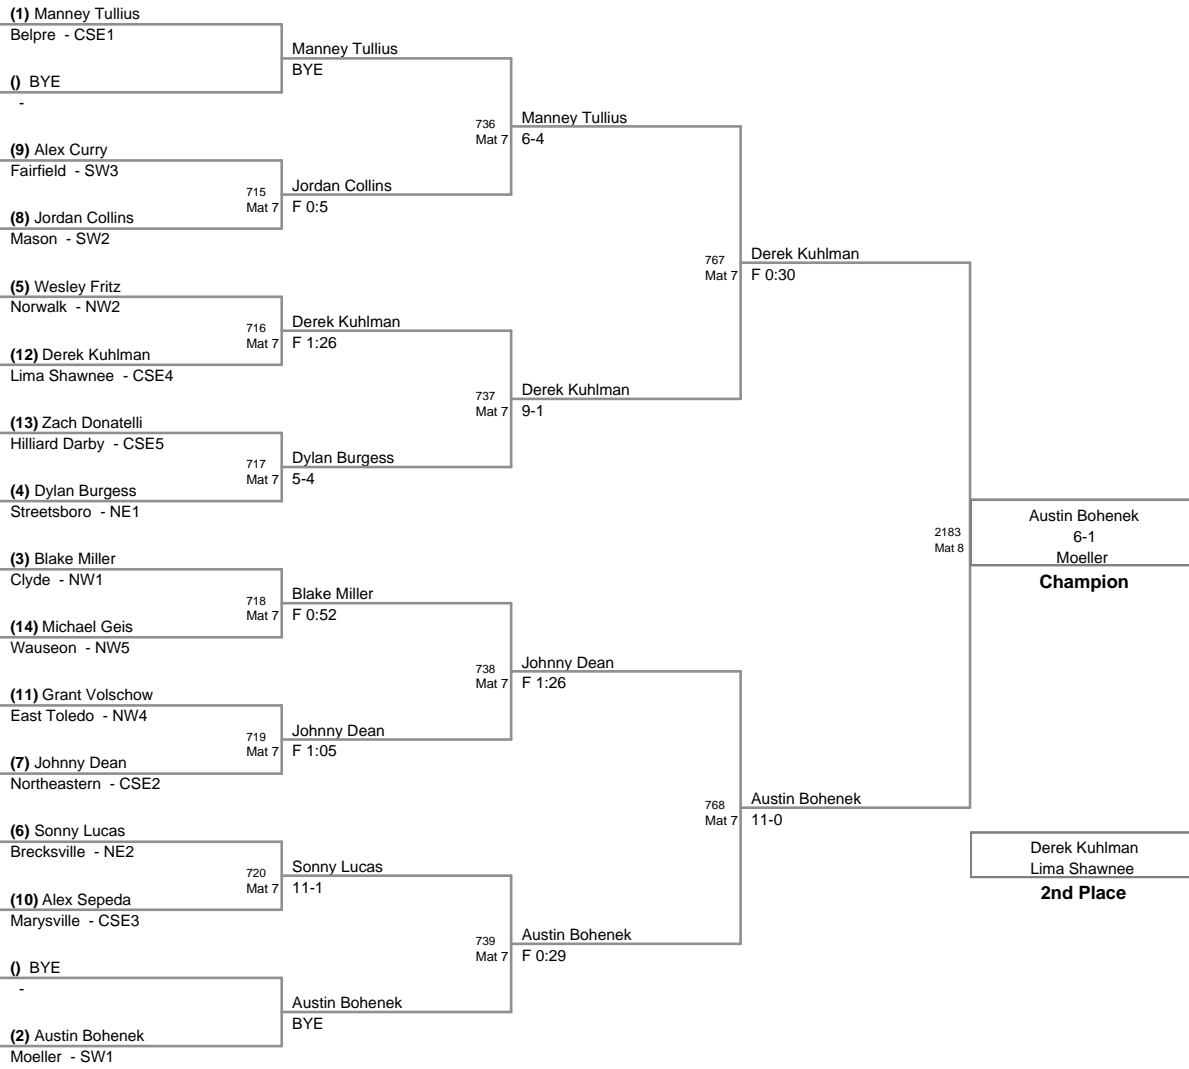 (1) Manney Tullius
Belpre - CSE1
() BYE
-
(9) Alex Curry
Fairfield - SW3
(8) Jordan Collins
Mason - SW2
(5) Wesley Fritz
Norwalk - NW2
(12) Derek Kuhlman
Lima Shawnee - CSE4
(13) Zach Donatelli
Hilliard Darby - CSE5
(4) Dylan Burgess
Streetsboro - NE1
(3) Blake Miller
Clyde - NW1
(14) Michael Geis
Wauseon - NW5
(11) Grant Volschow
East Toledo - NW4
(7) Johnny Dean
Northeastern - CSE2
(6) Sonny Lucas
Brecksville - NE2
(10) Alex Sepeda
Marysville - CSE3
() BYE
-
(2) Austin Bohenek
Moeller - SW1
Manney Tullius
BYE
715
Mat 7
Jordan Collins
F 0:5
716
Mat 7
Derek Kuhlman
F 1:26
717
Mat 7
Dylan Burgess
5-4
718
Mat 7
Blake Miller
F 0:52
719
Mat 7
Johnny Dean
F 1:05
720
Mat 7
Sonny Lucas
11-1
Austin Bohenek
BYE
736
Mat 7
Manney Tullius
6-4
737
Mat 7
Derek Kuhlman
9-1
738
Mat 7
Johnny Dean
F 1:26
739
Mat 7
Austin Bohenek
F 0:29
767
Mat 7
Derek Kuhlman
F 0:30
768
Mat 7
Austin Bohenek
11-0
2183
Mat 8
Austin Bohenek
6-1
Moeller
Champion
Derek Kuhlman
Lima Shawnee
2nd Place